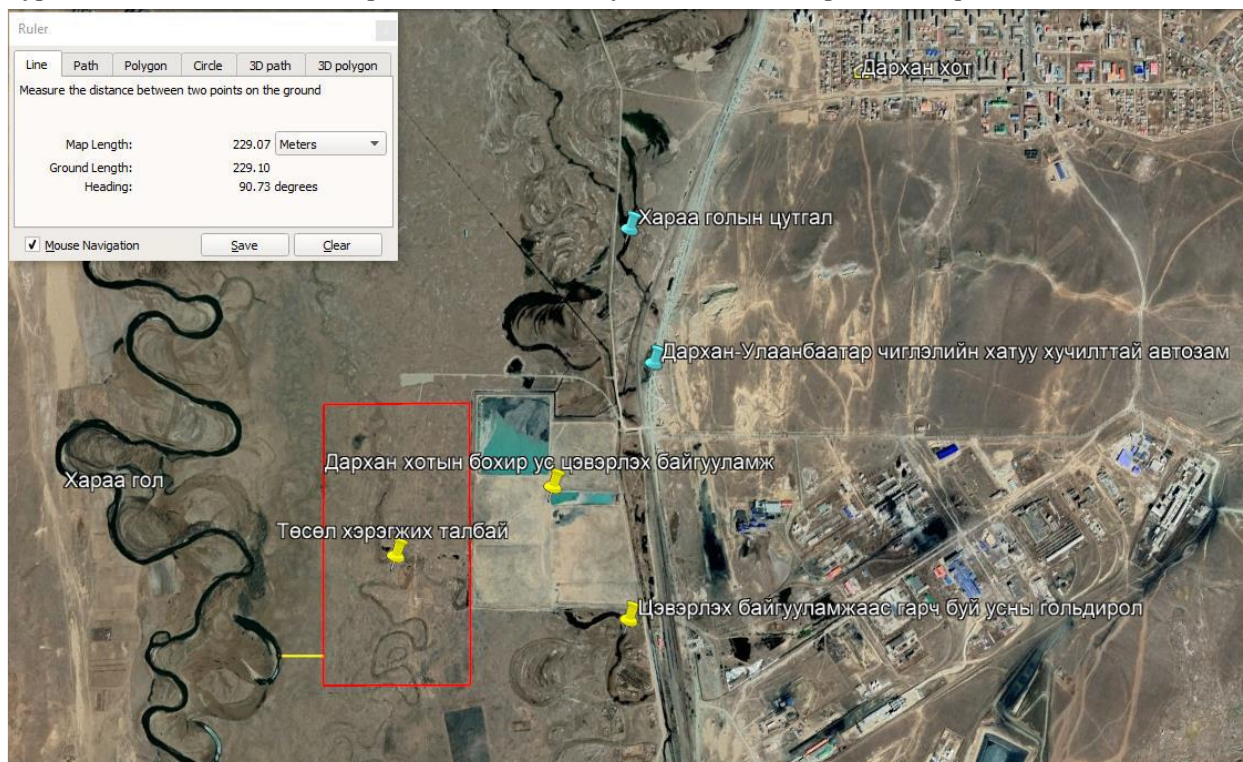 Ruler
Line Path Polygon Circle 3D path 3D polygon
Measure the distance between two points on the ground
Map Length: 229.07 Meters
Ground Length: 229.10
Heading: 90.73 degrees
Mouse Navigation Save Clear
Дархан хот
Хараа голын цутгал
Дархан-Улаанбаатар чиглэлийн хатуу хучилттай автозам
Дархан хотын бохир ус цэвэрлэх байгууламж
Хараа гол
Төсөл хэрэгжих талбай
Цэвэрлэх байгууламжаас гарч буй усны гольдирол